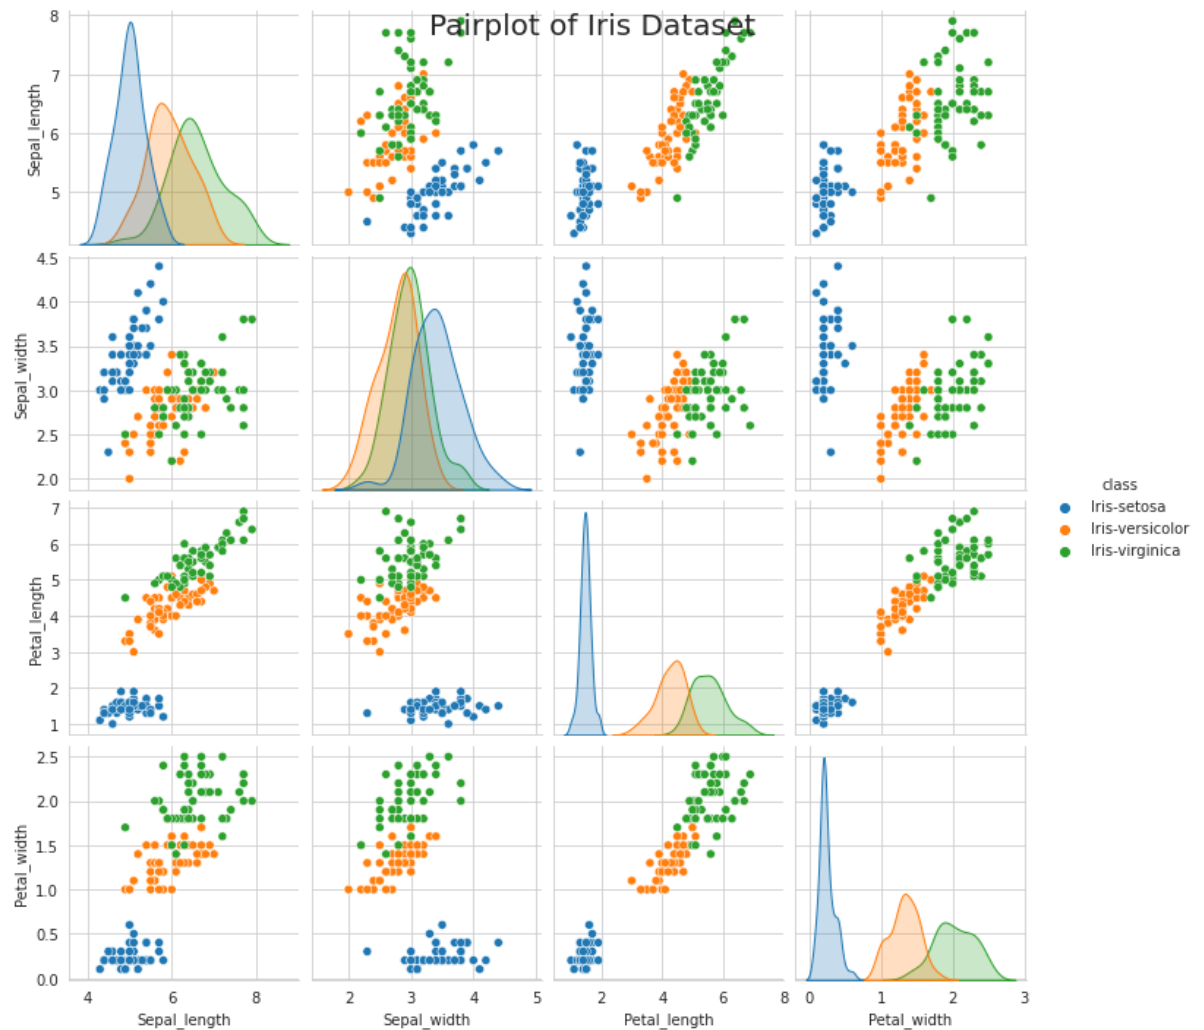 Pairplot of Iris Dataset
8
7
6
5
Sepal_length
4.5
4.0
3.5
3.0
2.5
2.0
Sepal_width
7
6
5
4
3
2
1
Petal_length
2.5
2.0
1.5
1.0
0.5
0.0
Petal_width
4 6 8
Sepal_length
2 3 4 5
Sepal_width
2 4 6 8
Petal_length
0 1 2 3
Petal_width
class
Iris-setosa
Iris-versicolor
Iris-virginica